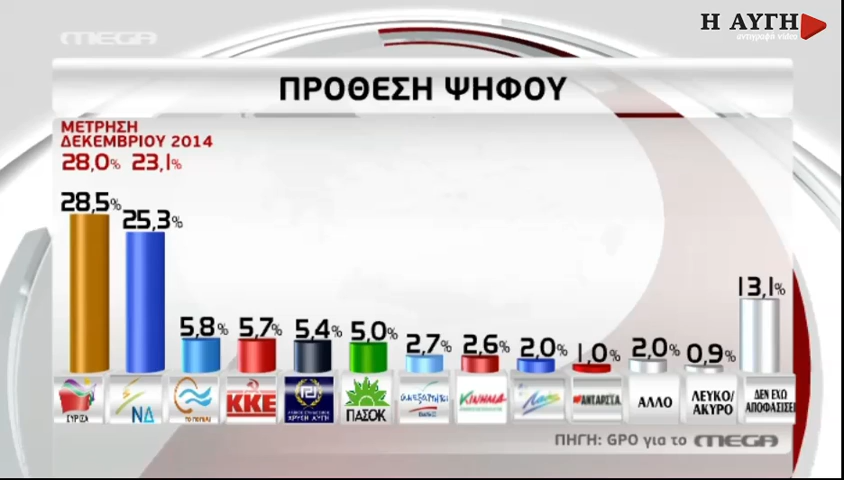 MEGA
Η ΑΥΓΗ
αντιγραφή video
ΠΡΟΘΕΣΗ ΨΗΦΟΥ
ΜΕΤΡΗΣΗ
ΔΕΚΕΜΒΡΙΟΥ 2014
28,0% 23,1%
28,5% 25,3% 5,8% 5,7% 5,4% 5,0% 2,7% 2,6% 2,0% 1,0% 2,0% 0,9% 13,1%
ΣΥΡΙΖΑ ΝΔ ΤΟ ΠΟΤΑΜΙ ΚΚΕ ΧΡΥΣΗ ΑΥΓΗ ΠΑΣΟΚ ΚΙΝΗΜΑ ΛΑΟΣ ΑΝΤΑΡΣΥΑ ΑΛΛΟ ΛΕΥΚΟ/ ΑΚΥΡΟ ΔΕΝ ΕΧΩ ΑΠΟΦΑΣΙΣΕΙ
ΠΗΓΗ: GPO για το MEGA